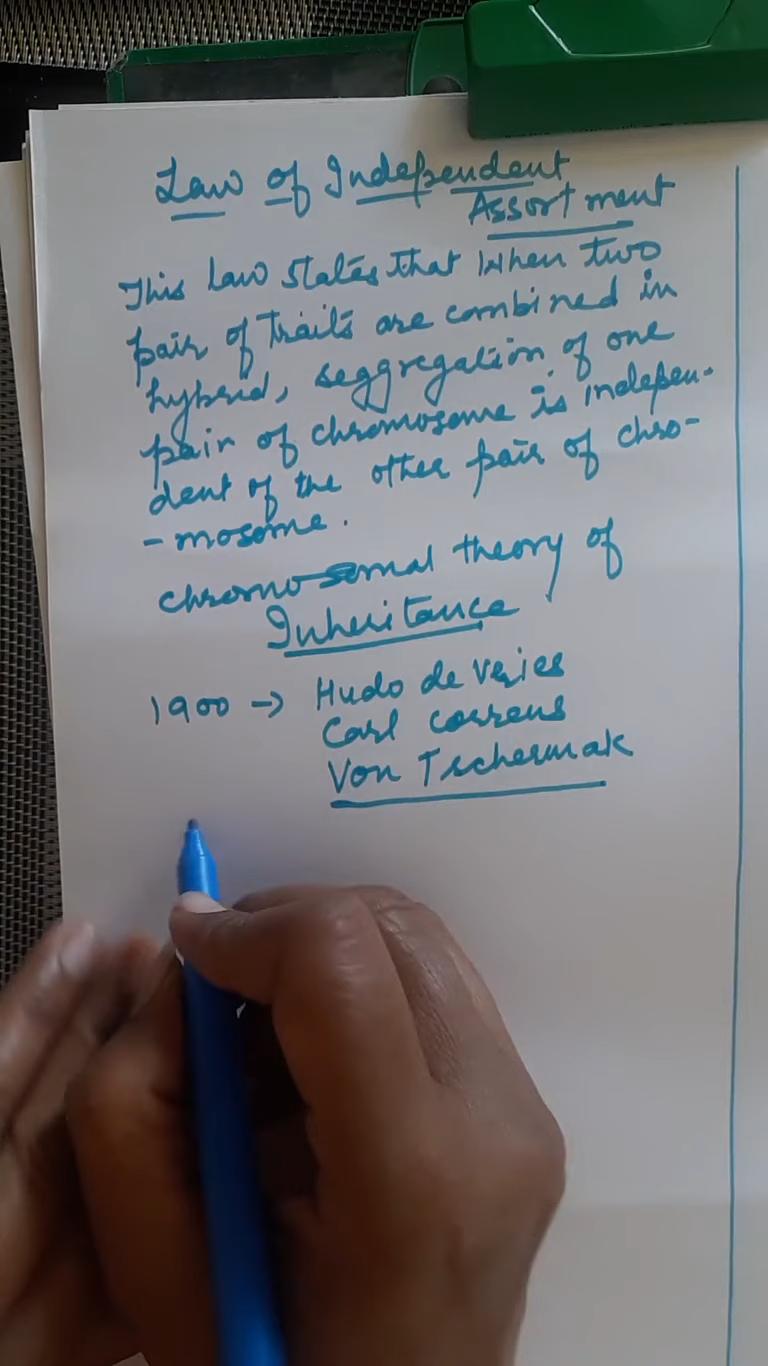 Law of Independent
Assortment
This Law states that when two
pair of traits are combined in
hybrid, seggregation of one
pair of chromosome is indepen-
dent of the other pair of chro-
-mosome.
chromosomal theory of
Inheritance
1900 → Hudo de Vries
Carl correns
Von Tschermak